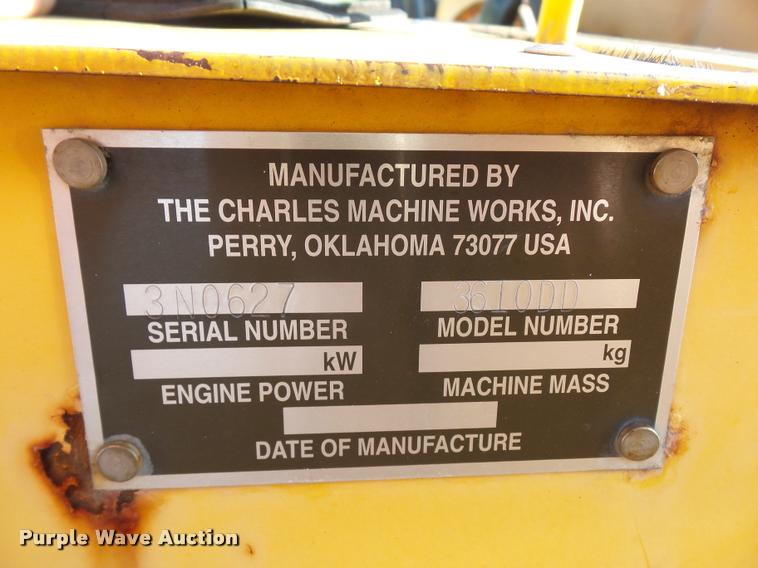 MANUFACTURED BY
THE CHARLES MACHINE WORKS, INC.
PERRY, OKLAHOMA 73077 USA
3N0627 3610DD
SERIAL NUMBER MODEL NUMBER
kW kg
ENGINE POWER MACHINE MASS
DATE OF MANUFACTURE
Purple Wave Auction